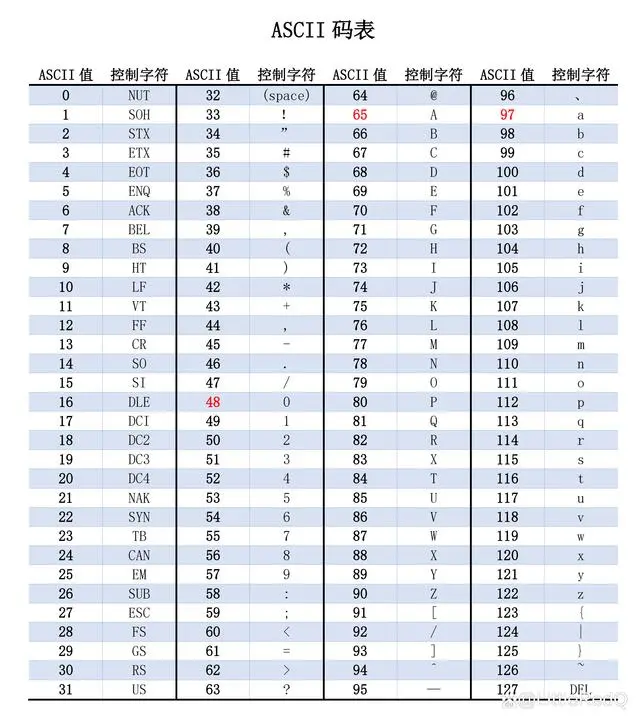 ASCII 码表
ASCII 值 控制字符 ASCII 值 控制字符 ASCII 值 控制字符 ASCII 值 控制字符
0 NUT 32 (space) 64 @ 96 、
1 SOH 33 ! 65 A 97 a
2 STX 34 ” 66 B 98 b
3 ETX 35 # 67 C 99 c
4 EOT 36 $ 68 D 100 d
5 ENQ 37 % 69 E 101 e
6 ACK 38 & 70 F 102 f
7 BEL 39 , 71 G 103 g
8 BS 40 ( 72 H 104 h
9 HT 41 ) 73 I 105 i
10 LF 42 * 74 J 106 j
11 VT 43 + 75 K 107 k
12 FF 44 , 76 L 108 l
13 CR 45 - 77 M 109 m
14 SO 46 . 78 N 110 n
15 SI 47 / 79 O 111 o
16 DLE 48 0 80 P 112 p
17 DCI 49 1 81 Q 113 q
18 DC2 50 2 82 R 114 r
19 DC3 51 3 83 X 115 s
20 DC4 52 4 84 T 116 t
21 NAK 53 5 85 U 117 u
22 SYN 54 6 86 V 118 v
23 TB 55 7 87 W 119 w
24 CAN 56 8 88 X 120 x
25 EM 57 9 89 Y 121 y
26 SUB 58 : 90 Z 122 z
27 ESC 59 ; 91 [ 123 {
28 FS 60 < 92 / 124 |
29 GS 61 = 93 ] 125 }
30 RS 62 > 94 ^ 126 ~
31 US 63 ? 95 — 127 DEL